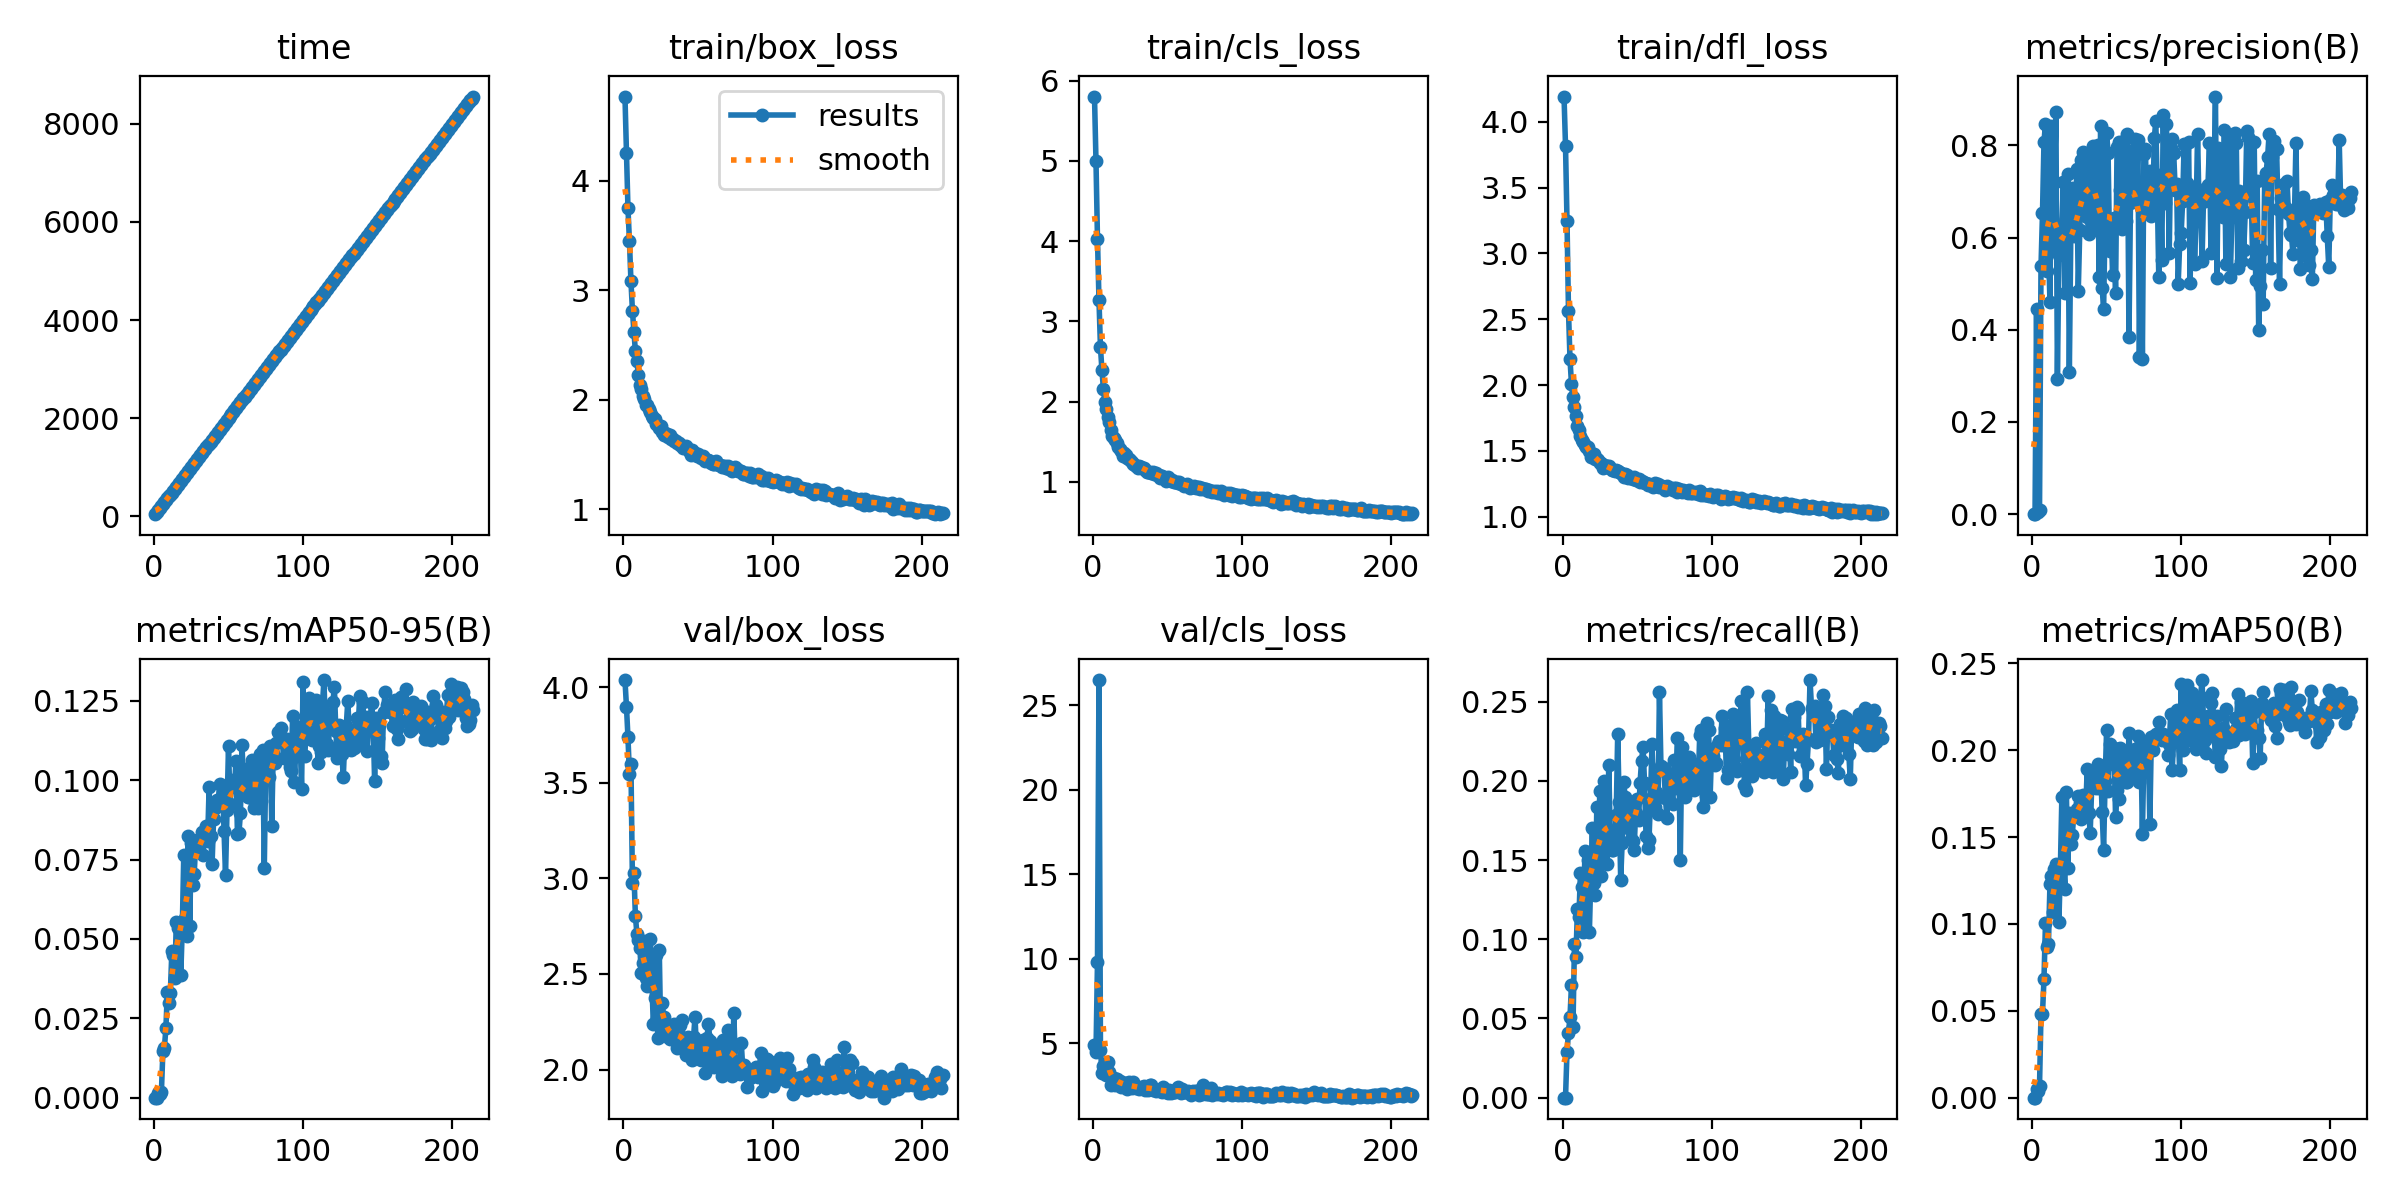 time
8000
6000
4000
2000
0
0 100 200
train/box_loss
results
smooth
4
3
2
1
0 100 200
train/cls_loss
6
5
4
3
2
1
0 100 200
train/dfl_loss
4.0
3.5
3.0
2.5
2.0
1.5
1.0
0 100 200
metrics/precision(B)
0.8
0.6
0.4
0.2
0.0
0 100 200
metrics/mAP50-95(B)
0.125
0.100
0.075
0.050
0.025
0.000
0 100 200
val/box_loss
4.0
3.5
3.0
2.5
2.0
0 100 200
val/cls_loss
25
20
15
10
5
0 100 200
metrics/recall(B)
0.25
0.20
0.15
0.10
0.05
0.00
0 100 200
metrics/mAP50(B)
0.25
0.20
0.15
0.10
0.05
0.00
0 100 200